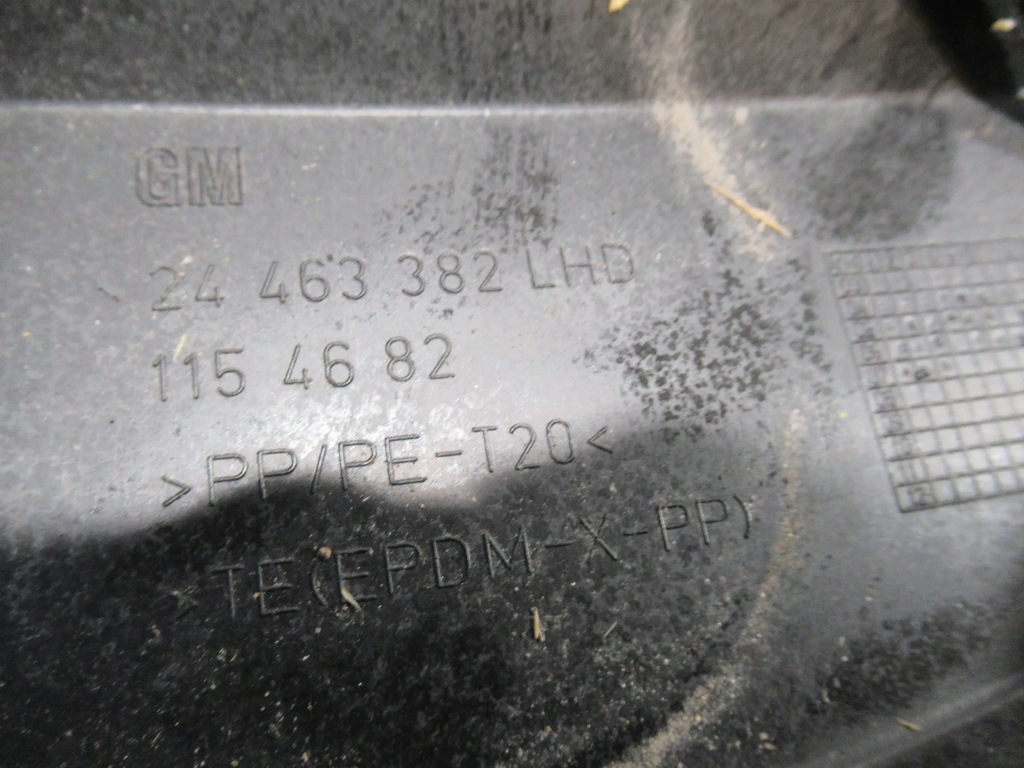 GM
24 463 382 LHD
115 46 82
>PP/PE-T20<
>TE(EPDM-X-PP)